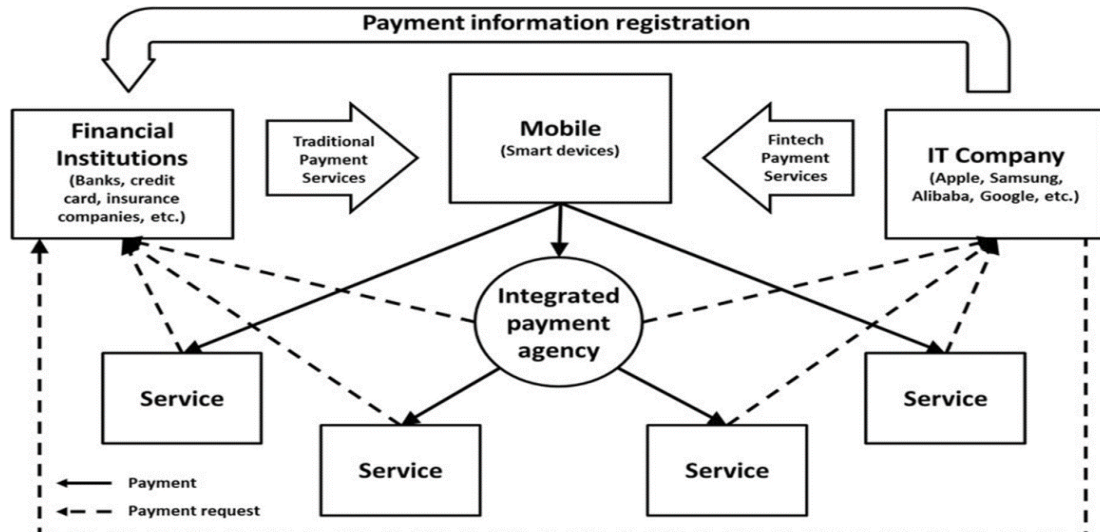 Payment information registration
Financial
Institutions
(Banks, credit
card, insurance
companies, etc.)
Traditional
Payment
Services
Mobile
(Smart devices)
Fintech
Payment
Services
IT Company
(Apple, Samsung,
Alibaba, Google, etc.)
Integrated
payment
agency
Service
Service
Service
Service
Payment
Payment request